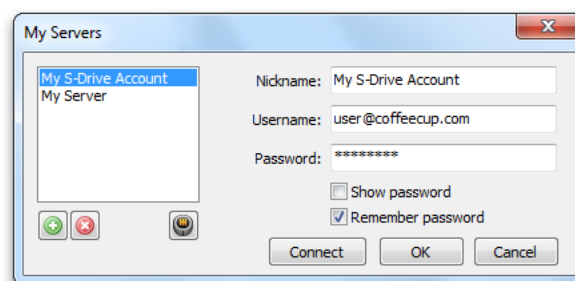 My Servers
My S-Drive Account
My Server
Nickname: My S-Drive Account
Username: user@coffeecup.com
Password: ********
Show password
Remember password
Connect OK Cancel